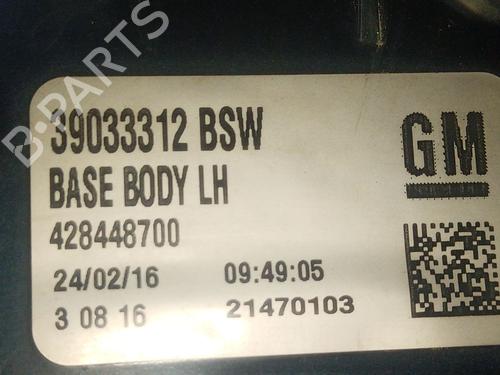 B-PARTS
39033312 BSW
GM
BASE BODY LH
428448700
24/02/16 09:49:05
3 08 16 21470103